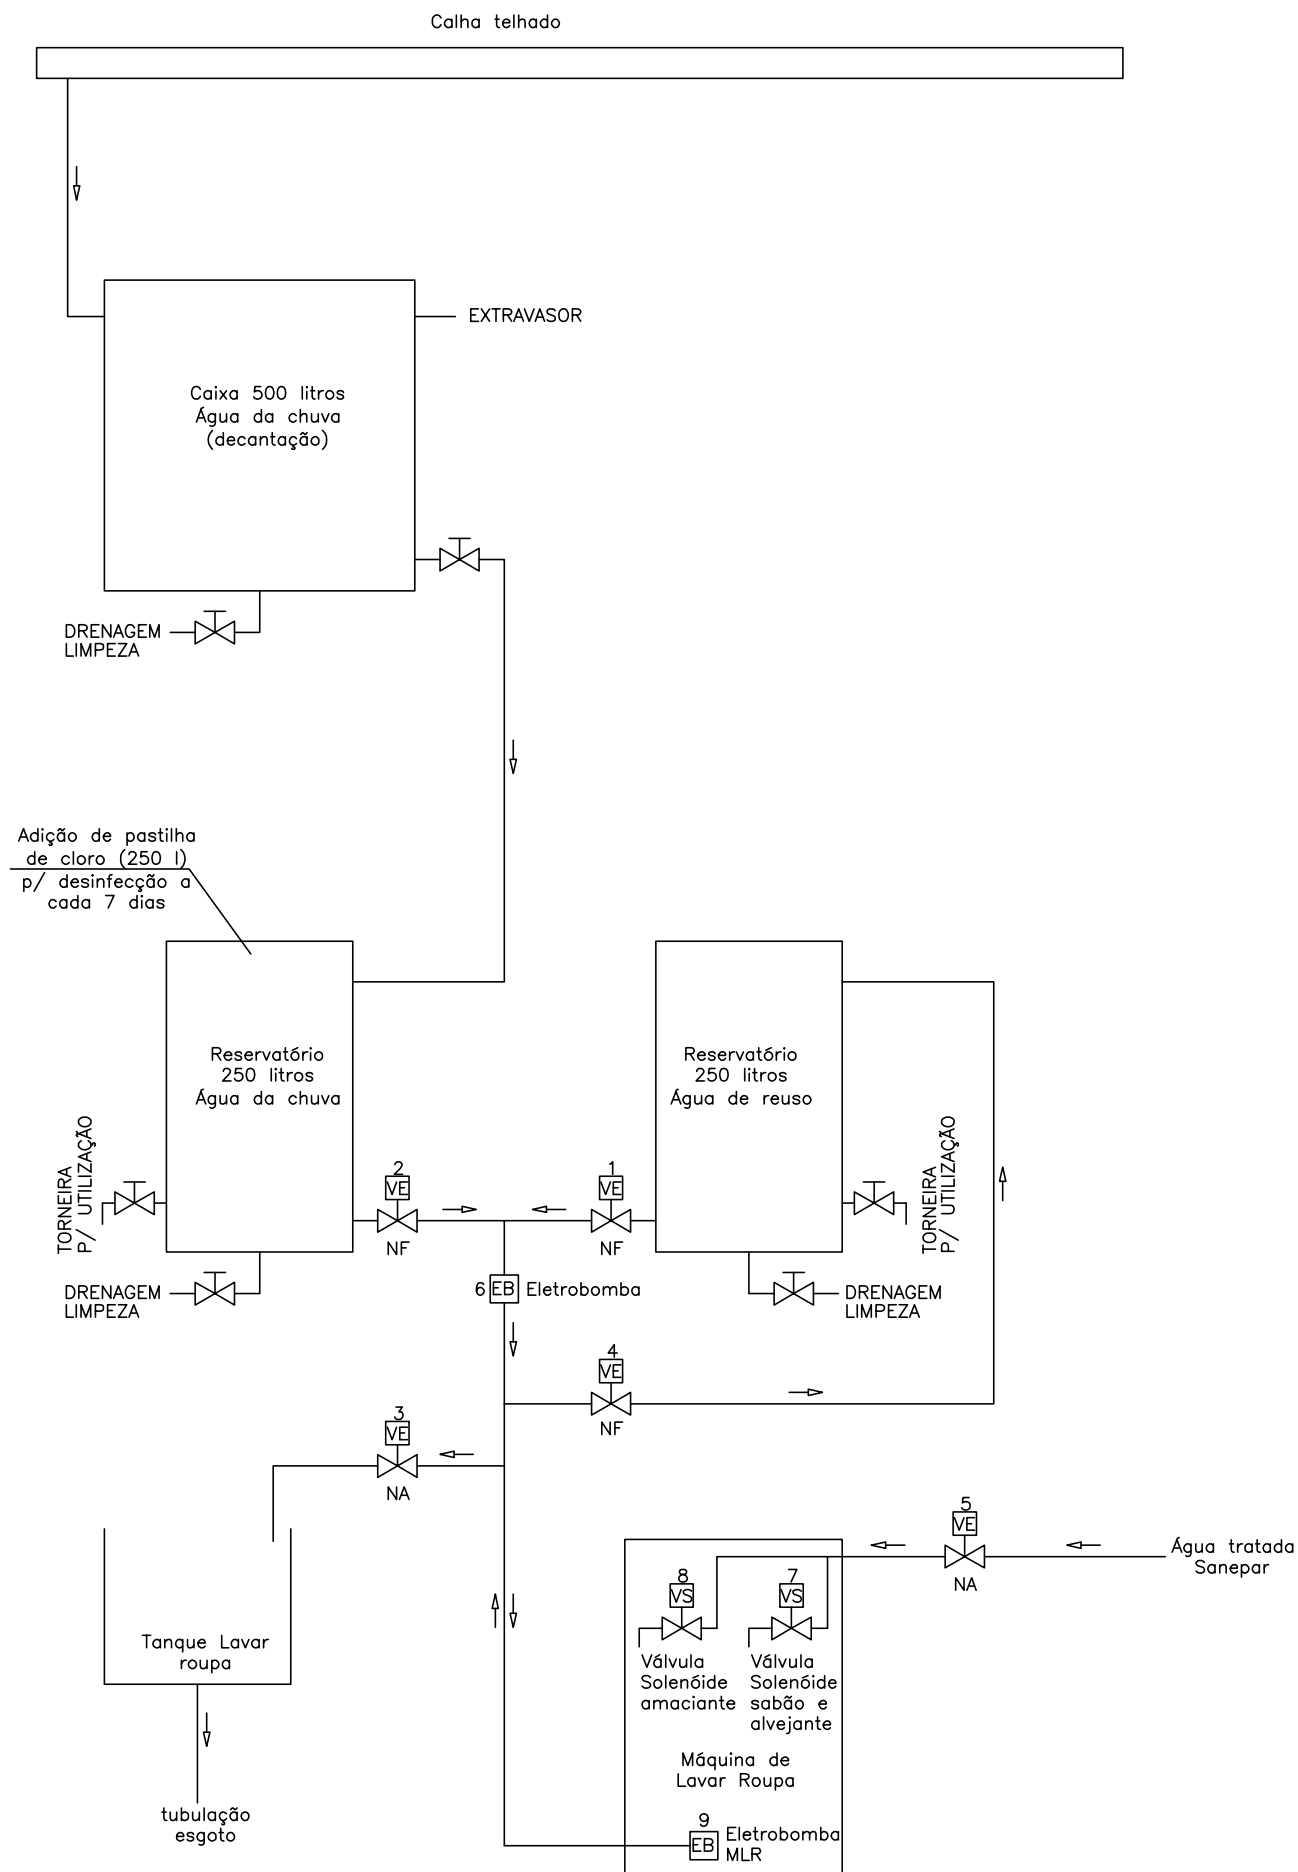 Calha telhado
EXTRAVASOR
Caixa 500 litros
Água da chuva
(decantação)
DRENAGEM
LIMPEZA
Adição de pastilha
de cloro (250 l)
p/ desinfecção a
cada 7 dias
Reservatório
250 litros
Água da chuva
Reservatório
250 litros
Água de reuso
TORNEIRA
P/ UTILIZAÇÃO
2
VE
NF
1
VE
NF
TORNEIRA
P/ UTILIZAÇÃO
DRENAGEM
LIMPEZA
6 EB Eletrobomba
DRENAGEM
LIMPEZA
4
VE
NF
3
VE
NA
5
VE
NA
Água tratada
Sanepar
8
VS
7
VS
Tanque Lavar
roupa
Válvula
Solenóide
amaciante
Válvula
Solenóide
sabão e
alvejante
Máquina de
Lavar Roupa
tubulação
esgoto
9
EB
Eletrobomba
MLR